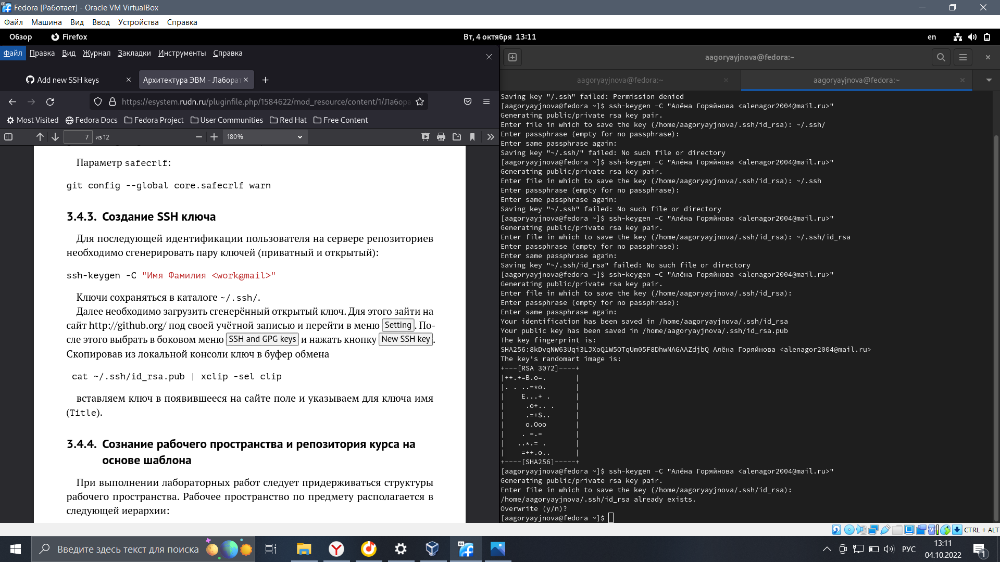 Fedora [Работает] - Oracle VM VirtualBox
Файл Машина Вид Ввод Устройства Справка
Обзор Firefox Вт, 4 октября 13:11 en
Файл Правка Вид Журнал Закладки Инструменты Справка
Add new SSH keys Архитектура ЭВМ - Лаборат
https://esystem.rudn.ru/pluginfile.php/1584622/mod_resource/content/1/Лабора
Most Visited Fedora Docs Fedora Project User Communities Red Hat Free Content
7 из 12 180%
Параметр safecrlf:
git config --global core.safecrlf warn
3.4.3. Создание SSH ключа
Для последующей идентификации пользователя на сервере репозиториев
необходимо сгенерировать пару ключей (приватный и открытый):
ssh-keygen -C "Имя Фамилия <work@mail>"
Ключи сохраняться в каталоге ~/.ssh/.
Далее необходимо загрузить сгенерённый открытый ключ. Для этого зайти на
сайт http://github.org/ под своей учётной записью и перейти в меню Setting. По-
сле этого выбрать в боковом меню SSH and GPG keys и нажать кнопку New SSH key.
Скопировав из локальной консоли ключ в буфер обмена
cat ~/.ssh/id_rsa.pub | xclip -sel clip
вставляем ключ в появившееся на сайте поле и указываем для ключа имя
(Title).
3.4.4. Сознание рабочего пространства и репозитория курса на
основе шаблона
При выполнении лабораторных работ следует придерживаться структуры
рабочего пространства. Рабочее пространство по предмету располагается в
следующей иерархии:
aagoryayjnova@fedora:~
aagoryayjnova@fedora:~ aagoryayjnova@fedora:~
Saving key "/.ssh" failed: Permission denied
[aagoryayjnova@fedora ~]$ ssh-keygen -C "Алёна Горяйнова <alenagor2004@mail.ru>"
Generating public/private rsa key pair.
Enter file in which to save the key (/home/aagoryayjnova/.ssh/id_rsa): ~/.ssh/
Enter passphrase (empty for no passphrase):
Enter same passphrase again:
Saving key "~/.ssh/" failed: No such file or directory
[aagoryayjnova@fedora ~]$ ssh-keygen -C "Алёна Горяйнова <alenagor2004@mail.ru>"
Generating public/private rsa key pair.
Enter file in which to save the key (/home/aagoryayjnova/.ssh/id_rsa): ~/.ssh
Enter passphrase (empty for no passphrase):
Enter same passphrase again:
Saving key "~/.ssh" failed: No such file or directory
[aagoryayjnova@fedora ~]$ ssh-keygen -C "Алёна Горяйнова <alenagor2004@mail.ru>"
Generating public/private rsa key pair.
Enter file in which to save the key (/home/aagoryayjnova/.ssh/id_rsa): ~/.ssh/id_rsa
Enter passphrase (empty for no passphrase):
Enter same passphrase again:
Saving key "~/.ssh/id_rsa" failed: No such file or directory
[aagoryayjnova@fedora ~]$ ssh-keygen -C "Алёна Горяйнова <alenagor2004@mail.ru>"
Generating public/private rsa key pair.
Enter file in which to save the key (/home/aagoryayjnova/.ssh/id_rsa):
Enter passphrase (empty for no passphrase):
Enter same passphrase again:
Your identification has been saved in /home/aagoryayjnova/.ssh/id_rsa
Your public key has been saved in /home/aagoryayjnova/.ssh/id_rsa.pub
The key fingerprint is:
SHA256:8kDvqNW63Uqi3LJXoQ1W5OTqUm05F8DhwNAGAAZdjbQ Алёна Горяйнова <alenagor2004@mail.ru>
The key's randomart image is:
+---[RSA 3072]----+
|++.+=B.o=.       |
|. . ..=*o.       |
|    E...+ .      |
|     .o+.. .     |
|     .=+S..      |
|     o.Ooo       |
|    . =.=        |
|   ..*.= .       |
|    =++.o..      |
+----[SHA256]-----+
[aagoryayjnova@fedora ~]$ ssh-keygen -C "Алёна Горяйнова <alenagor2004@mail.ru>"
Generating public/private rsa key pair.
Enter file in which to save the key (/home/aagoryayjnova/.ssh/id_rsa):
/home/aagoryayjnova/.ssh/id_rsa already exists.
Overwrite (y/n)?
[aagoryayjnova@fedora ~]$
CTRL + ALT
Введите здесь текст для поиска
64
РУС
13:11
04.10.2022
1